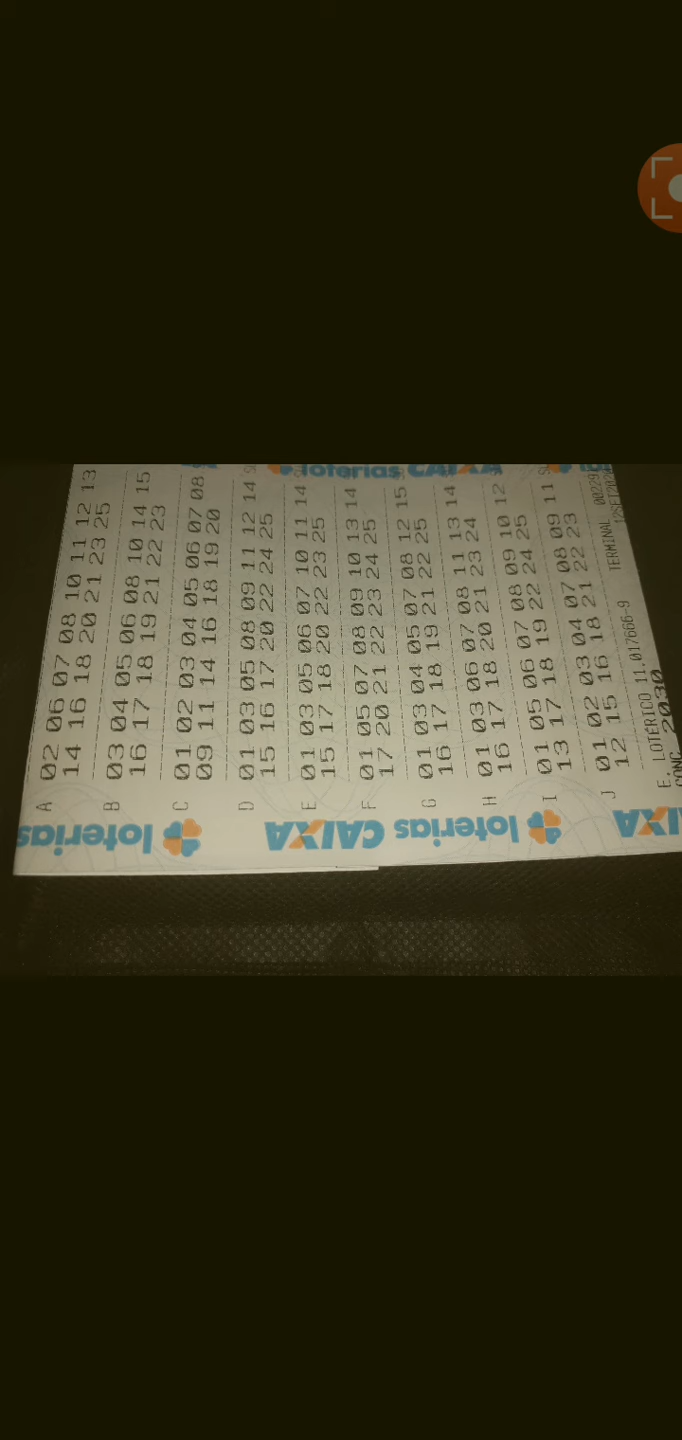 A 02 06 07 08 10 11 12 13
14 16 18 20 21 23 25
B 03 04 05 06 08 10 14 15
16 17 18 19 21 22 23
C 01 02 03 04 05 06 07 08
09 11 14 16 18 19 20
D 01 03 05 08 09 11 12 14
15 16 17 20 22 24 25
E 01 03 05 06 07 10 11 14
15 17 18 20 22 23 25
F 01 05 07 08 09 10 13 14
17 20 21 22 23 24 25
G 01 03 04 05 07 08 12 15
16 17 18 19 21 22 25
H 01 03 06 07 08 11 13 14
16 17 18 20 21 23 24
I 01 05 06 07 08 09 10 12
13 17 18 19 22 24 25
J 01 02 03 04 07 08 09 11
12 15 16 18 21 22 23
E. LOTÉRICO 11.017666-9 TERMINAL 00229
CONC. 2030
loterias
loterias CAIXA
loterias CAIXA
loterias CAIXA